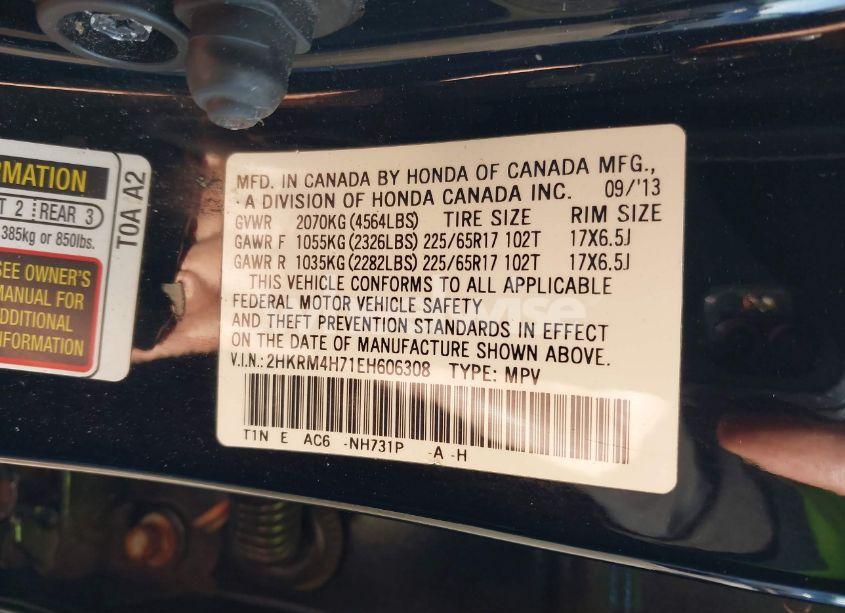 RMATION
T 2 REAR 3
385kg or 850lbs.
SEE OWNER'S
MANUAL FOR
ADDITIONAL
INFORMATION
T0A A2
MFD. IN CANADA BY HONDA OF CANADA MFG.,
A DIVISION OF HONDA CANADA INC. 09/'13
GVWR 2070KG(4564LBS) TIRE SIZE RIM SIZE
GAWR F 1055KG(2326LBS) 225/65R17 102T 17X6.5J
GAWR R 1035KG(2282LBS) 225/65R17 102T 17X6.5J
THIS VEHICLE CONFORMS TO ALL APPLICABLE
FEDERAL MOTOR VEHICLE SAFETY
AND THEFT PREVENTION STANDARDS IN EFFECT
ON THE DATE OF MANUFACTURE SHOWN ABOVE.
V.I.N.:2HKRM4H71EH606308 TYPE: MPV
T1N E AC6 -NH731P -A -H